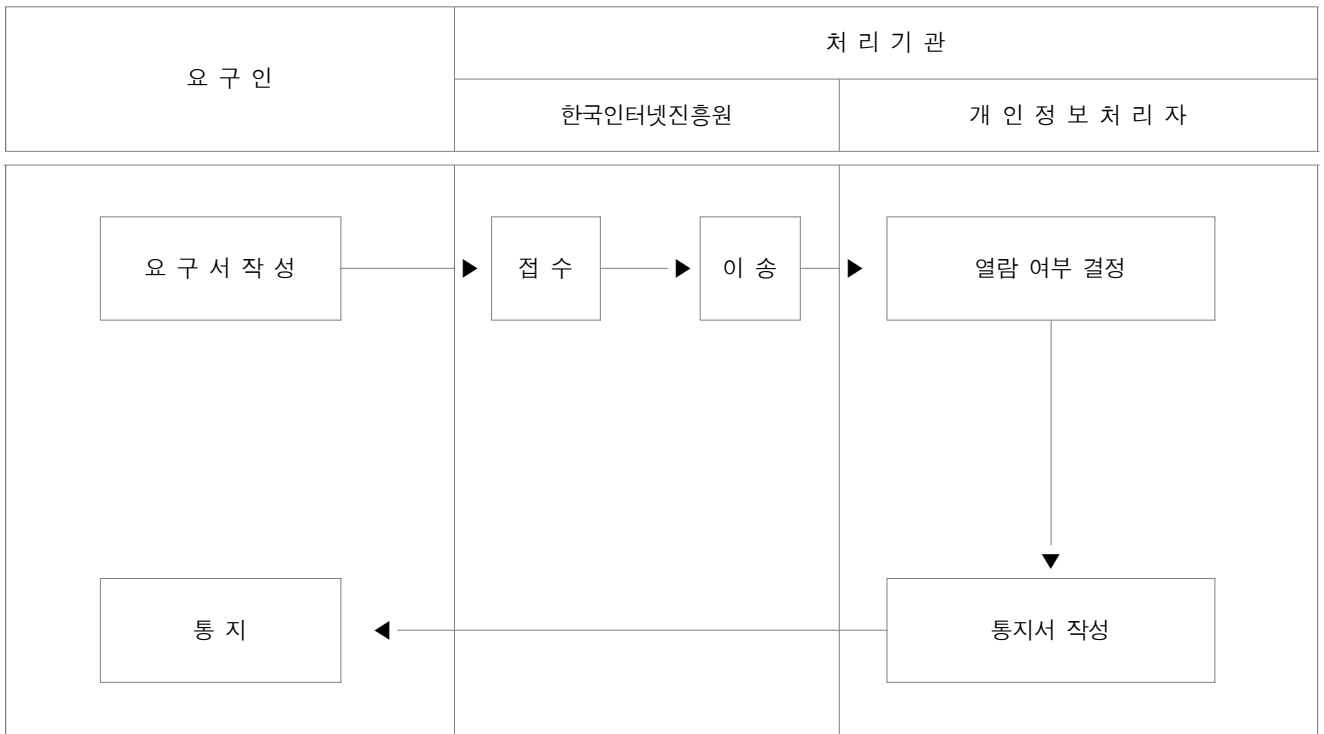 요 구 인
처 리 기 관
한국인터넷진흥원
개 인 정 보 처 리 자
요 구 서 작 성
접 수
이 송
열람 여부 결정
통 지
통지서 작성